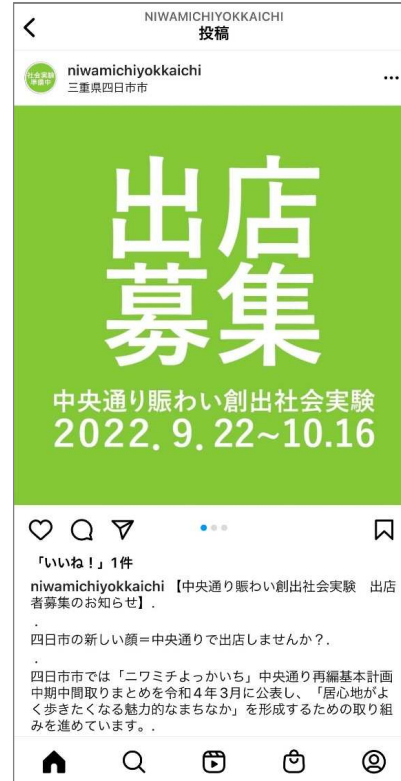 NIWAMICHIYOKKAICHI
投稿
社会実験
準備中
niwamichiyokkaichi
三重県四日市市
出店
募集
中央通り賑わい創出社会実験
2022. 9. 22~10.16
「いいね！」1件
niwamichiyokkaichi 【中央通り賑わい創出社会実験　出店
者募集のお知らせ】.
.
四日市の新しい顔＝中央通りで出店しませんか？.
.
四日市市では「ニワミチよっかいち」中央通り再編基本計画
中期中間取りまとめを令和４年３月に公表し、「居心地がよ
く歩きたくなる魅力的なまちなか」を形成するための取り組
みを進めています。.